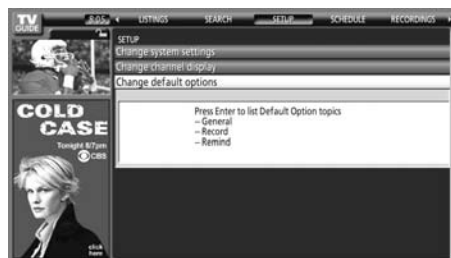 TV
GUIDE
8:05
LISTINGS SEARCH SETUP SCHEDULE RECORDINGS
SETUP
Change system settings
Change channel display
Change default options
Press Enter to list Default Option topics
– General
– Record
– Remind
COLD
CASE
Tonight 8/7pm
CBS
click
here